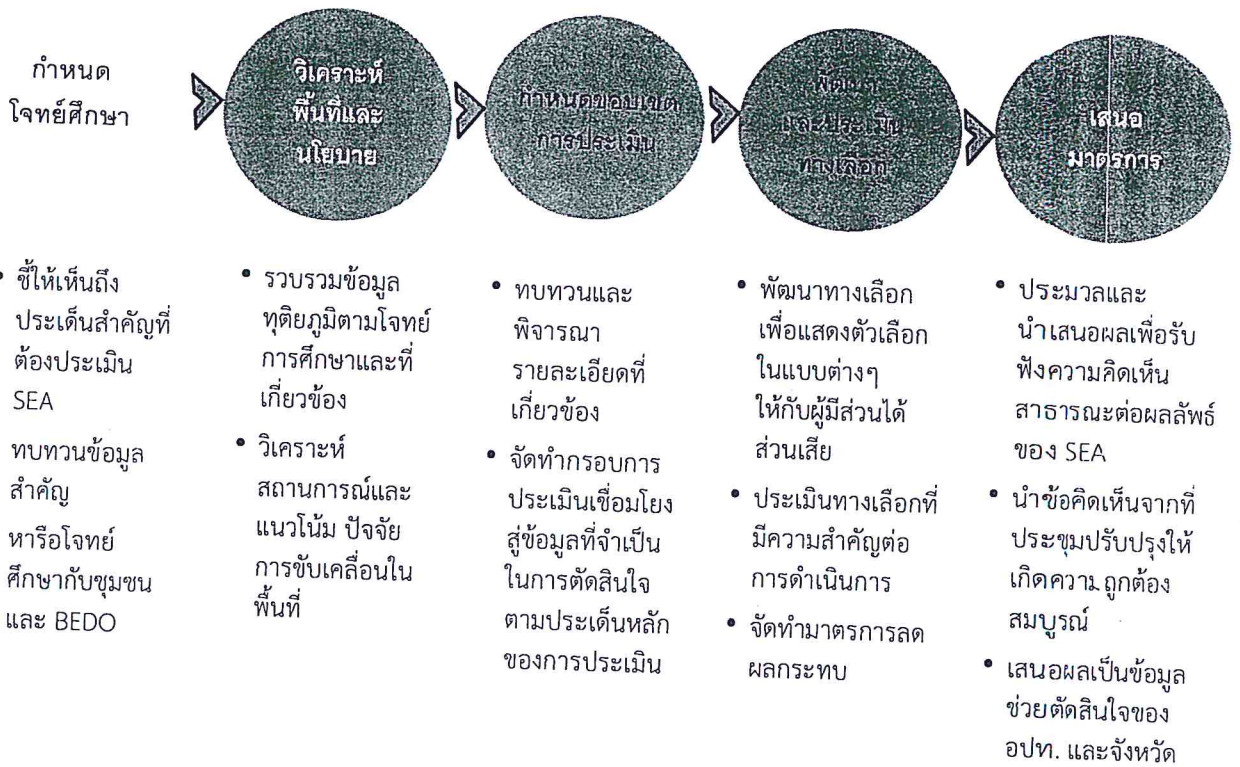 กำหนด
โจทย์ศึกษา
วิเคราะห์
พื้นที่และ
นโยบาย
กำหนดขอบเขต
การประเมิน
พัฒนา
และประเมิน
ทางเลือก
เสนอ
มาตรการ
• ชี้ให้เห็นถึง
ประเด็นสำคัญที่
ต้องประเมิน
SEA
ทบทวนข้อมูล
สำคัญ
หารือโจทย์
ศึกษากับชุมชน
และ BEDO
• รวบรวมข้อมูล
ทุติยภูมิตามโจทย์
การศึกษาและที่
เกี่ยวข้อง
• วิเคราะห์
สถานการณ์และ
แนวโน้ม ปัจจัย
การขับเคลื่อนใน
พื้นที่
• ทบทวนและ
พิจารณา
รายละเอียดที่
เกี่ยวข้อง
• จัดทำกรอบการ
ประเมินเชื่อมโยง
สู่ข้อมูลที่จำเป็น
ในการตัดสินใจ
ตามประเด็นหลัก
ของการประเมิน
• พัฒนาทางเลือก
เพื่อแสดงตัวเลือก
ในแบบต่างๆ
ให้กับผู้มีส่วนได้
ส่วนเสีย
• ประเมินทางเลือกที่
มีความสำคัญต่อ
การดำเนินการ
• จัดทำมาตรการลด
ผลกระทบ
• ประมวลและ
นำเสนอผลเพื่อรับ
ฟังความคิดเห็น
สาธารณะต่อผลลัพธ์
ของ SEA
• นำข้อคิดเห็นจากที่
ประชุมปรับปรุงให้
เกิดความถูกต้อง
สมบูรณ์
• เสนอผลเป็นข้อมูล
ช่วยตัดสินใจของ
อปท. และจังหวัด